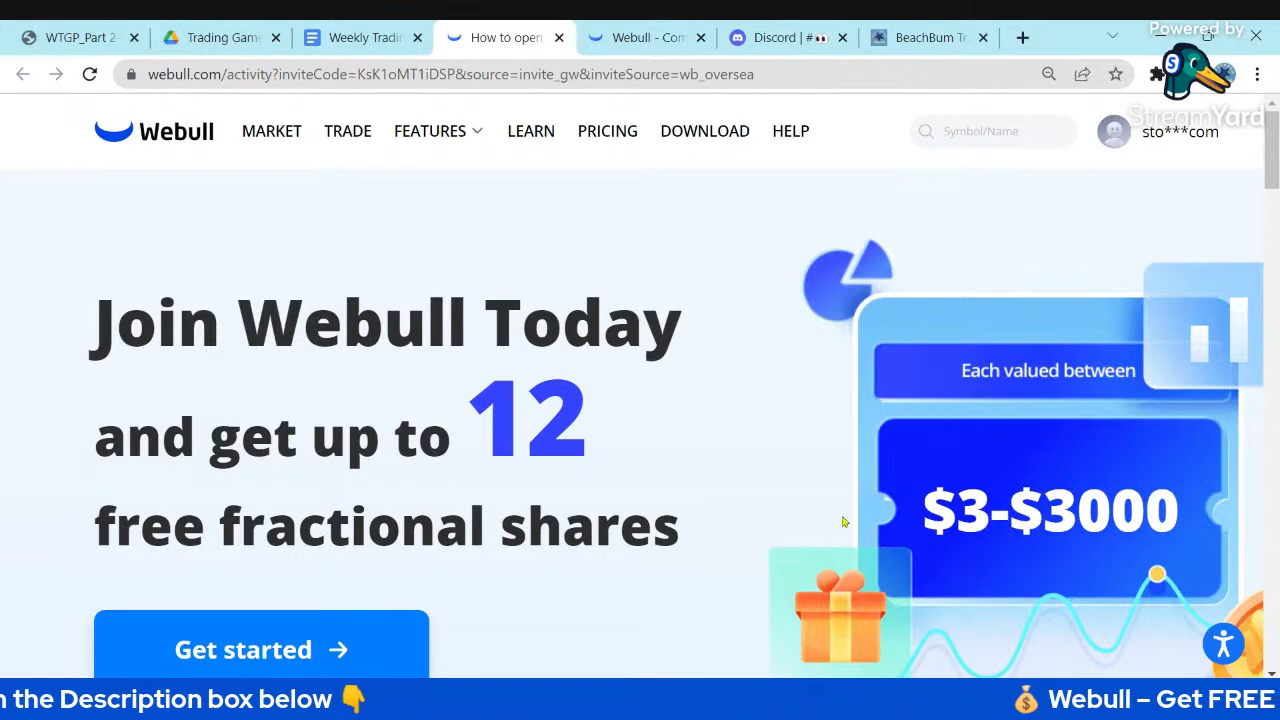 Powered by
WTGP_Part 2
Trading Game
Weekly Tradi
How to open
Webull - Com
Discord | #👀
BeachBum Tr
webull.com/activity?inviteCode=KsK1oMT1iDSP&source=invite_gw&inviteSource=wb_oversea
StreamYard
Webull
MARKET
TRADE
FEATURES
LEARN
PRICING
DOWNLOAD
HELP
Symbol/Name
sto***com
Join Webull Today
and get up to 12
free fractional shares
Each valued between
$3-$3000
Get started →
n the Description box below 👇
💰 Webull – Get FREE